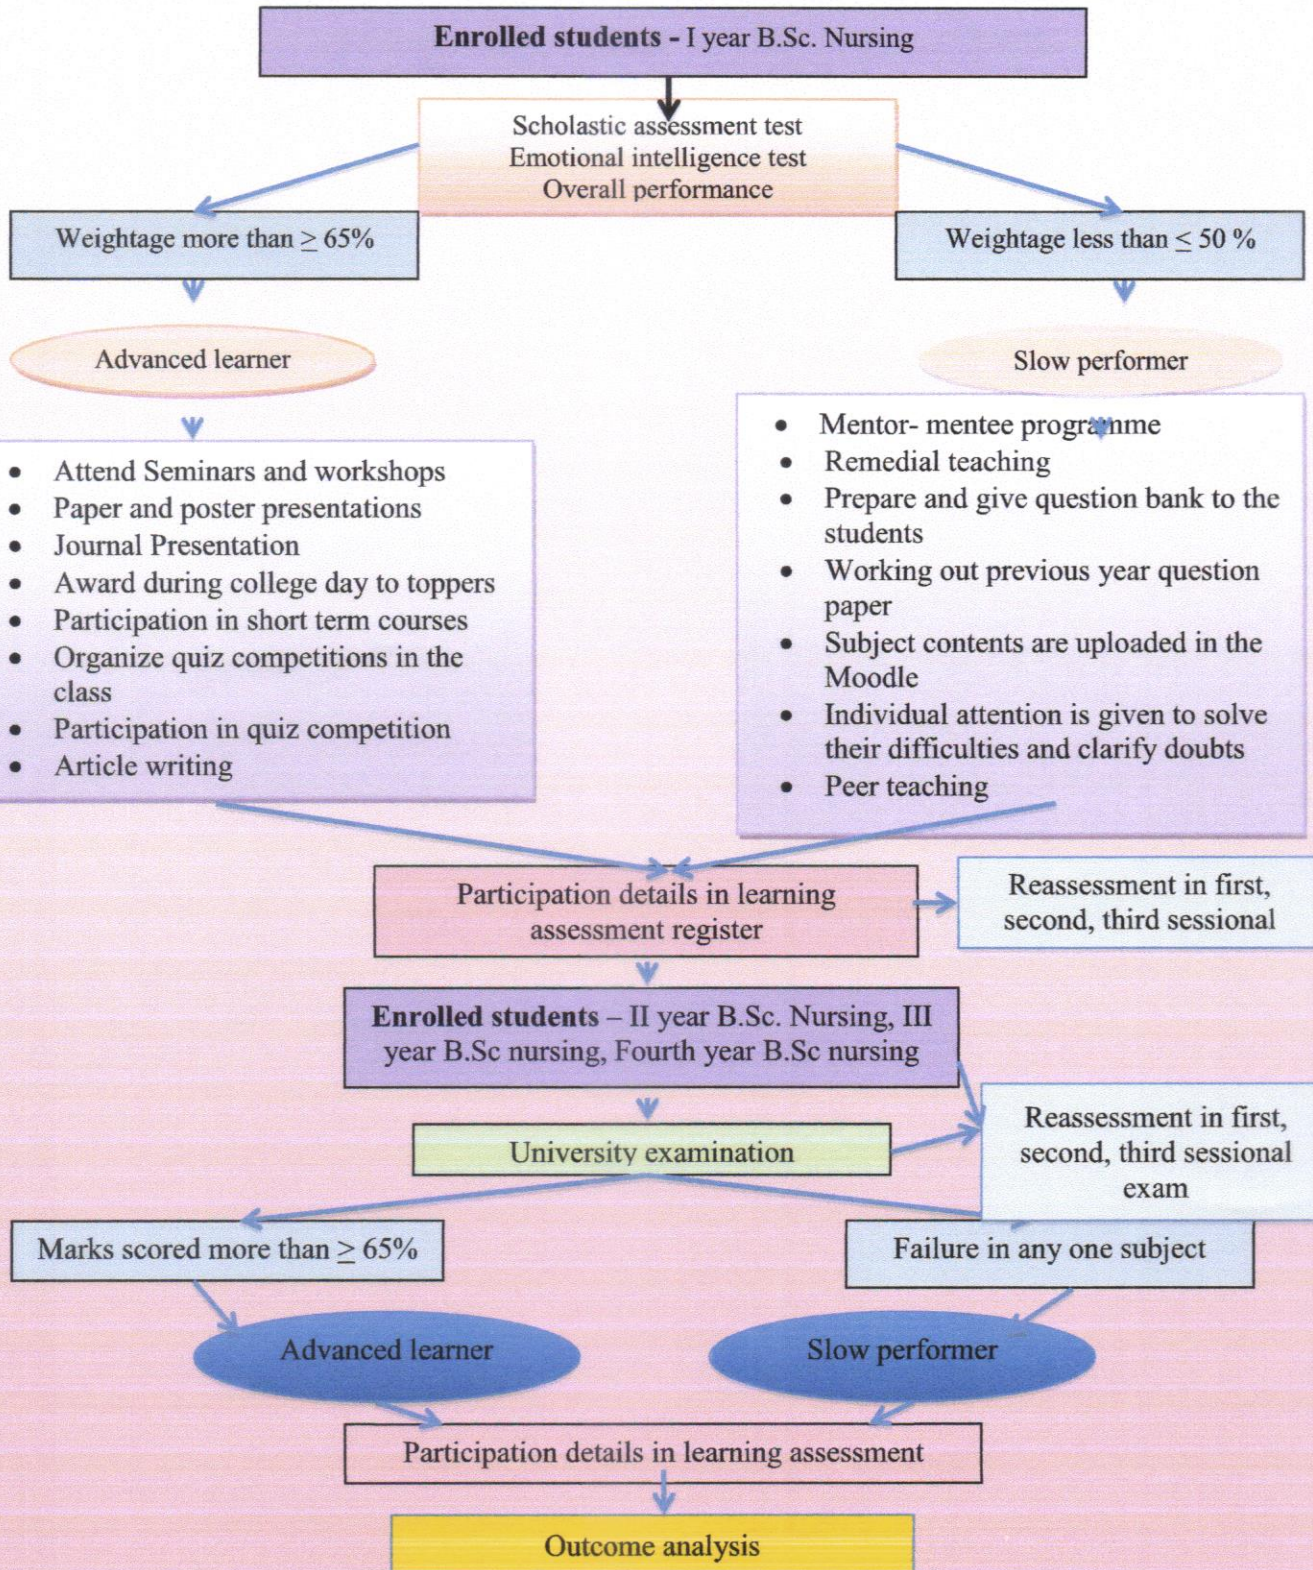 Enrolled students - I year B.Sc. Nursing
Scholastic assessment test
Emotional intelligence test
Overall performance
Weightage more than ≥ 65%
Weightage less than ≤ 50 %
Advanced learner
Slow performer
• Attend Seminars and workshops
• Paper and poster presentations
• Journal Presentation
• Award during college day to toppers
• Participation in short term courses
• Organize quiz competitions in the
class
• Participation in quiz competition
• Article writing
• Mentor- mentee programme
• Remedial teaching
• Prepare and give question bank to the
students
• Working out previous year question
paper
• Subject contents are uploaded in the
Moodle
• Individual attention is given to solve
their difficulties and clarify doubts
• Peer teaching
Participation details in learning
assessment register
Reassessment in first,
second, third sessional
Enrolled students – II year B.Sc. Nursing, III
year B.Sc nursing, Fourth year B.Sc nursing
University examination
Reassessment in first,
second, third sessional
exam
Marks scored more than ≥ 65%
Failure in any one subject
Advanced learner
Slow performer
Participation details in learning assessment
Outcome analysis